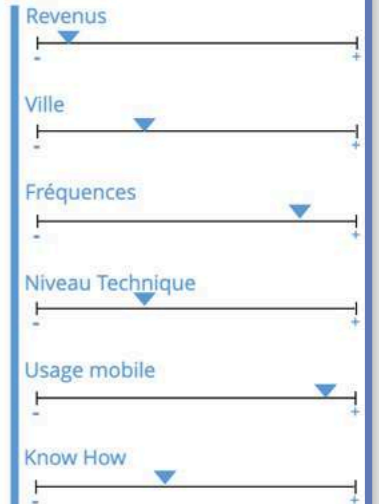 Revenus
- +
Ville
- +
Fréquences
- +
Niveau Technique
- +
Usage mobile
- +
Know How
- +